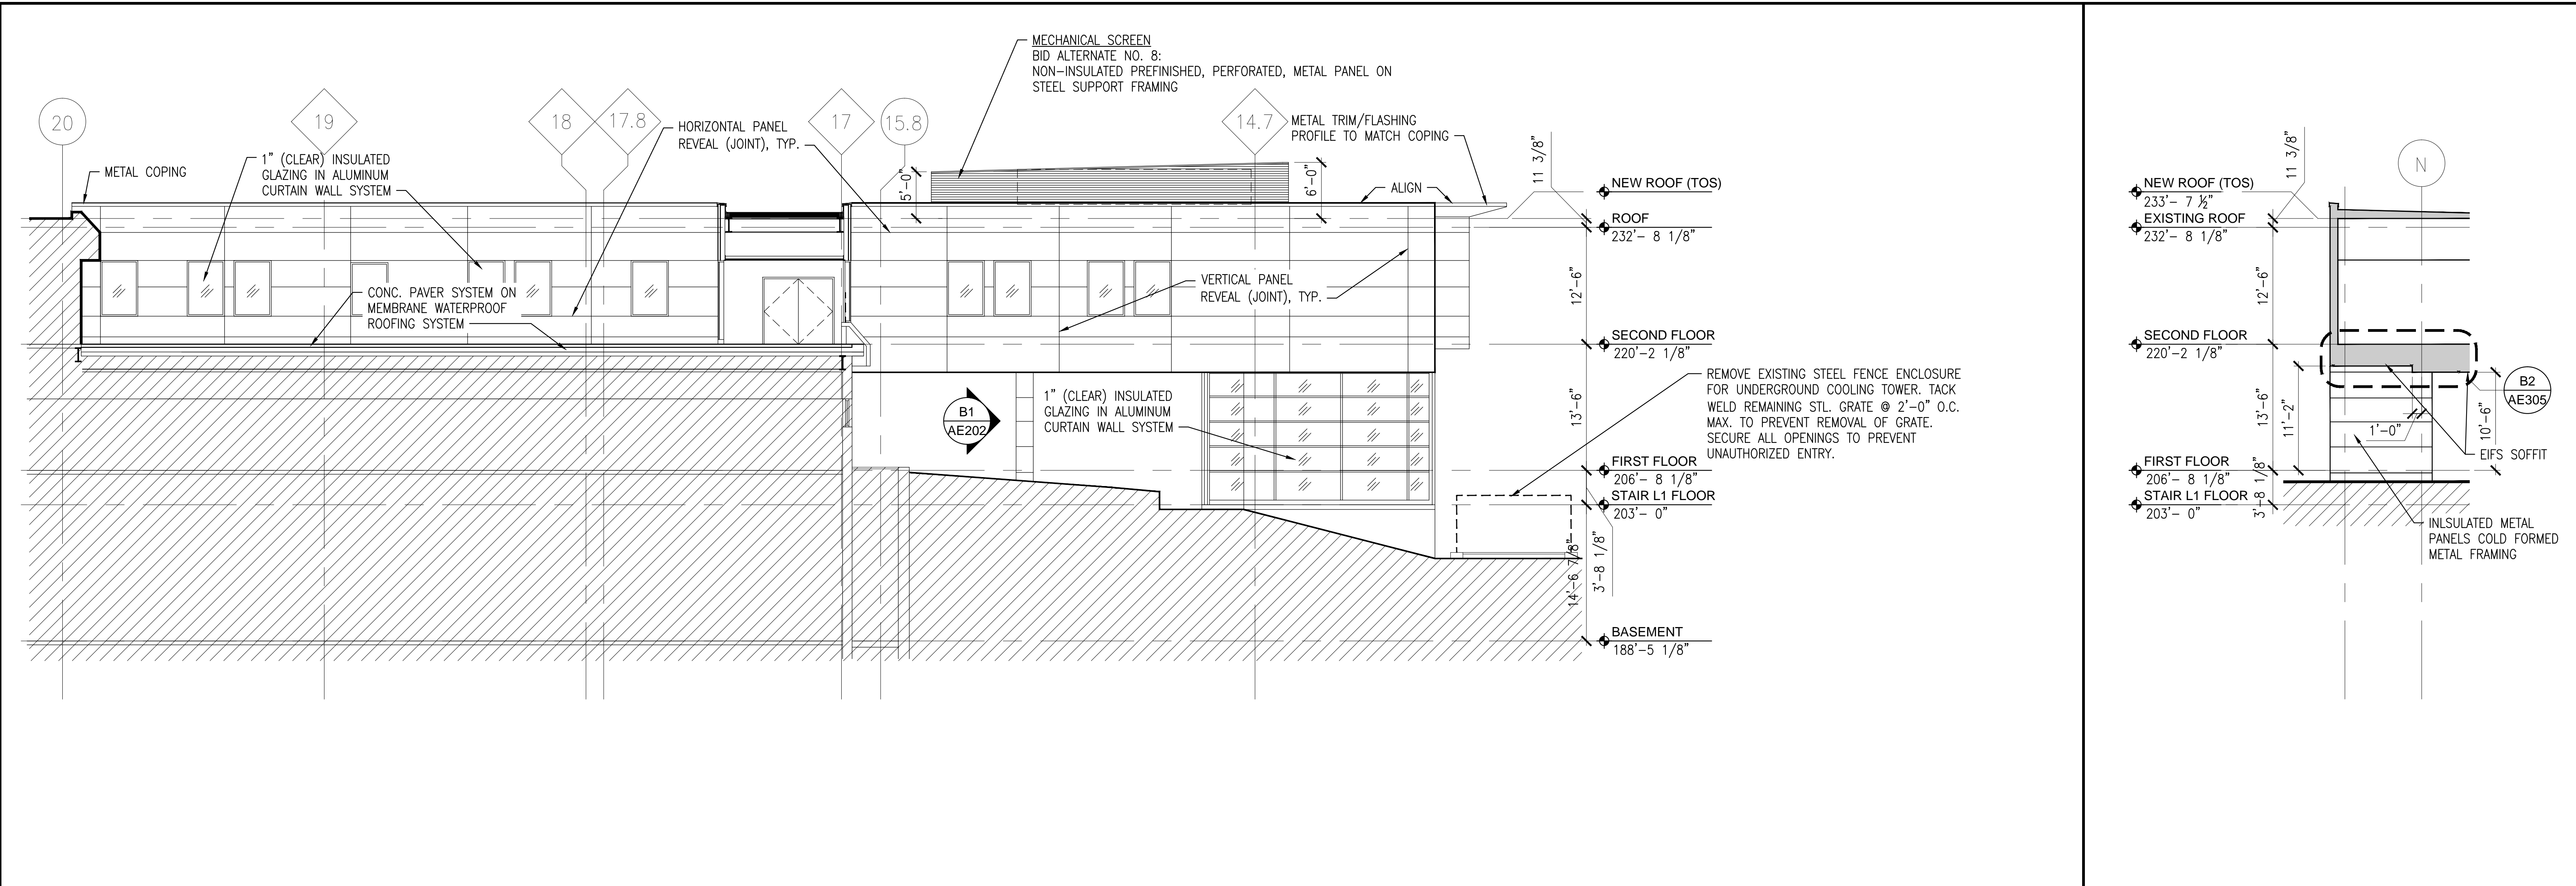 MECHANICAL SCREEN
BID ALTERNATE NO. 8:
NON-INSULATED PREFINISHED, PERFORATED, METAL PANEL ON
STEEL SUPPORT FRAMING
20
19
18
17.8
17
15.8
14.7
METAL COPING
1" (CLEAR) INSULATED
GLAZING IN ALUMINUM
CURTAIN WALL SYSTEM
HORIZONTAL PANEL
REVEAL (JOINT), TYP.
METAL TRIM/FLASHING
PROFILE TO MATCH COPING
5'-0"
6'-0"
ALIGN
11 3/8"
CONC. PAVER SYSTEM ON
MEMBRANE WATERPROOF
ROOFING SYSTEM
VERTICAL PANEL
REVEAL (JOINT), TYP.
B1
AE202
1" (CLEAR) INSULATED
GLAZING IN ALUMINUM
CURTAIN WALL SYSTEM
REMOVE EXISTING STEEL FENCE ENCLOSURE
FOR UNDERGROUND COOLING TOWER. TACK
WELD REMAINING STL. GRATE @ 2'-0" O.C.
MAX. TO PREVENT REMOVAL OF GRATE.
SECURE ALL OPENINGS TO PREVENT
UNAUTHORIZED ENTRY.
NEW ROOF (TOS)
ROOF
232'- 8 1/8"
12'-6"
SECOND FLOOR
220'-2 1/8"
13'-6"
FIRST FLOOR
206'- 8 1/8"
STAIR L1 FLOOR
203'- 0"
14'-6 7/8"
3'-8 1/8"
BASEMENT
188'-5 1/8"
N
11 3/8"
NEW ROOF (TOS)
233'- 7 ½"
EXISTING ROOF
232'- 8 1/8"
12'-6"
SECOND FLOOR
220'-2 1/8"
B2
AE305
13'-6"
11'-2"
1'-0"
10'-6"
EIFS SOFFIT
FIRST FLOOR
206'- 8 1/8"
STAIR L1 FLOOR
203'- 0"
3'-8 1/8"
INLSULATED METAL
PANELS COLD FORMED
METAL FRAMING